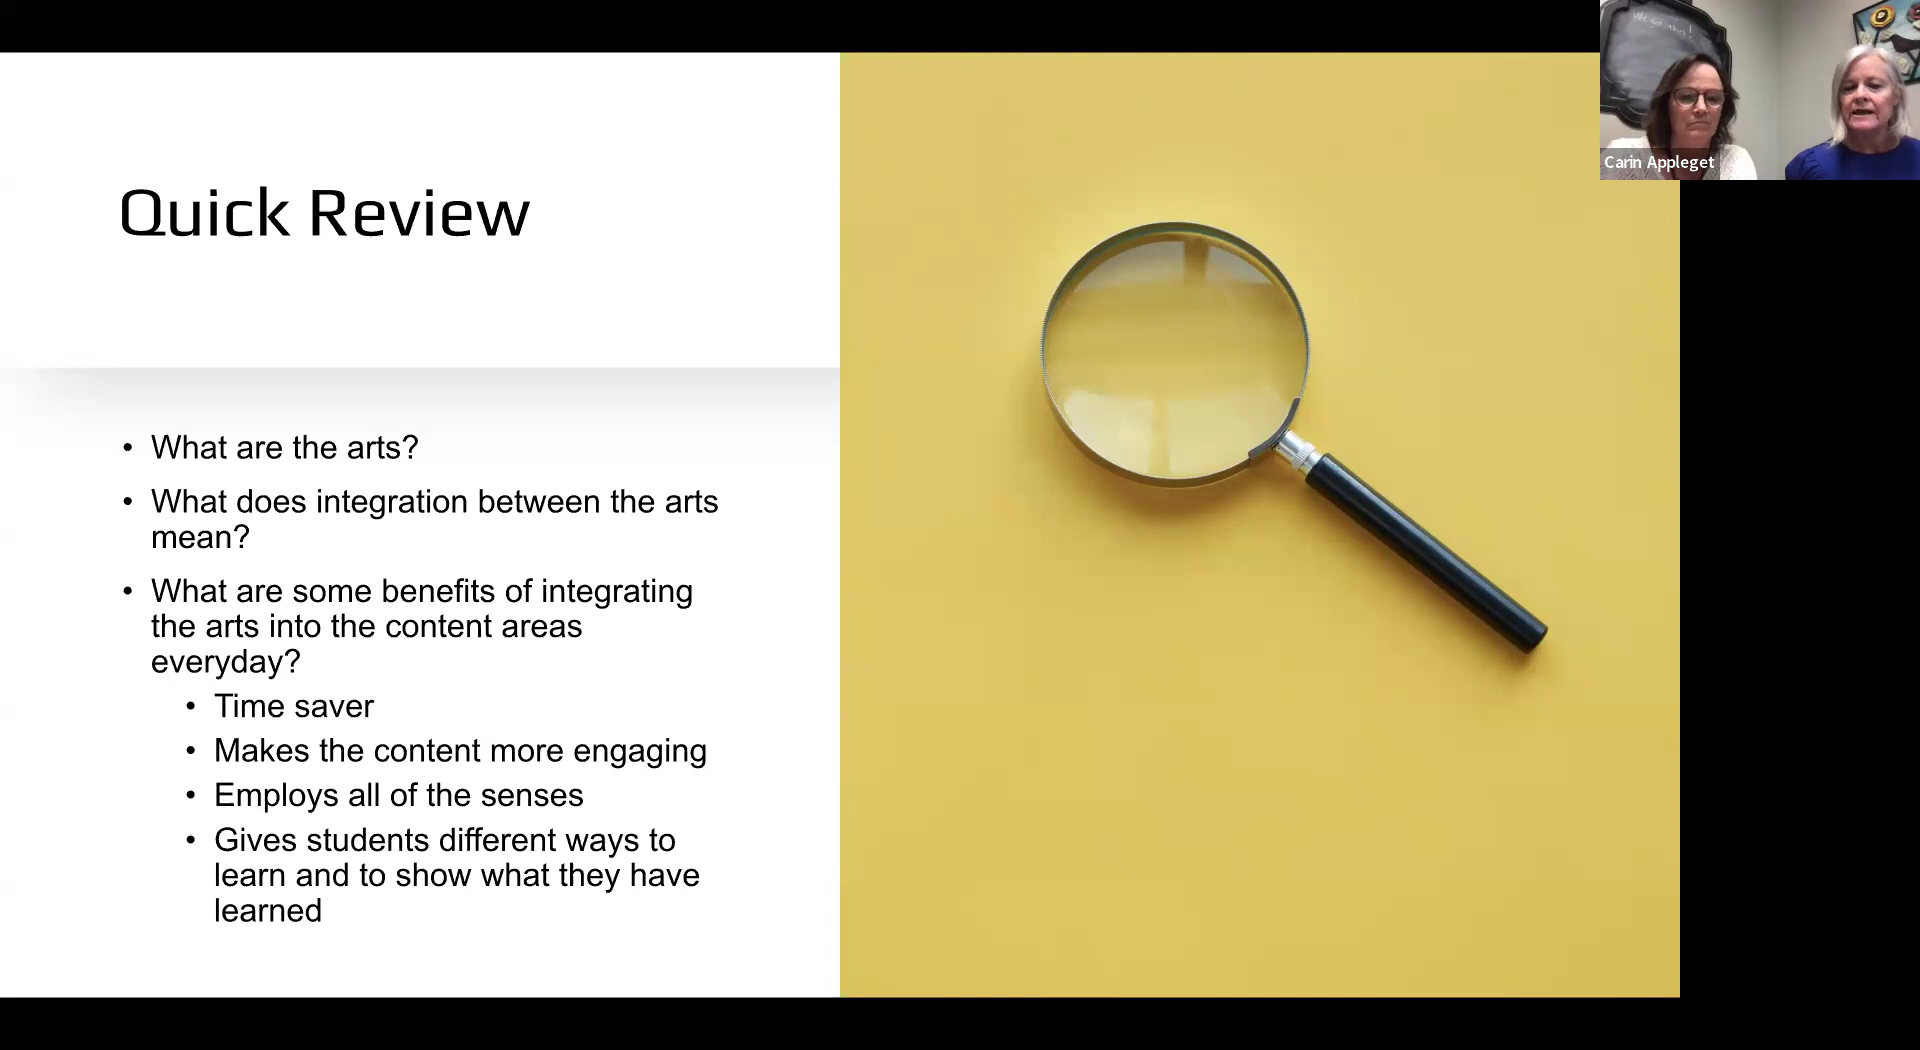 Quick Review
• What are the arts?
• What does integration between the arts
mean?
• What are some benefits of integrating
the arts into the content areas
everyday?
• Time saver
• Makes the content more engaging
• Employs all of the senses
• Gives students different ways to
learn and to show what they have
learned
Carin Appleget